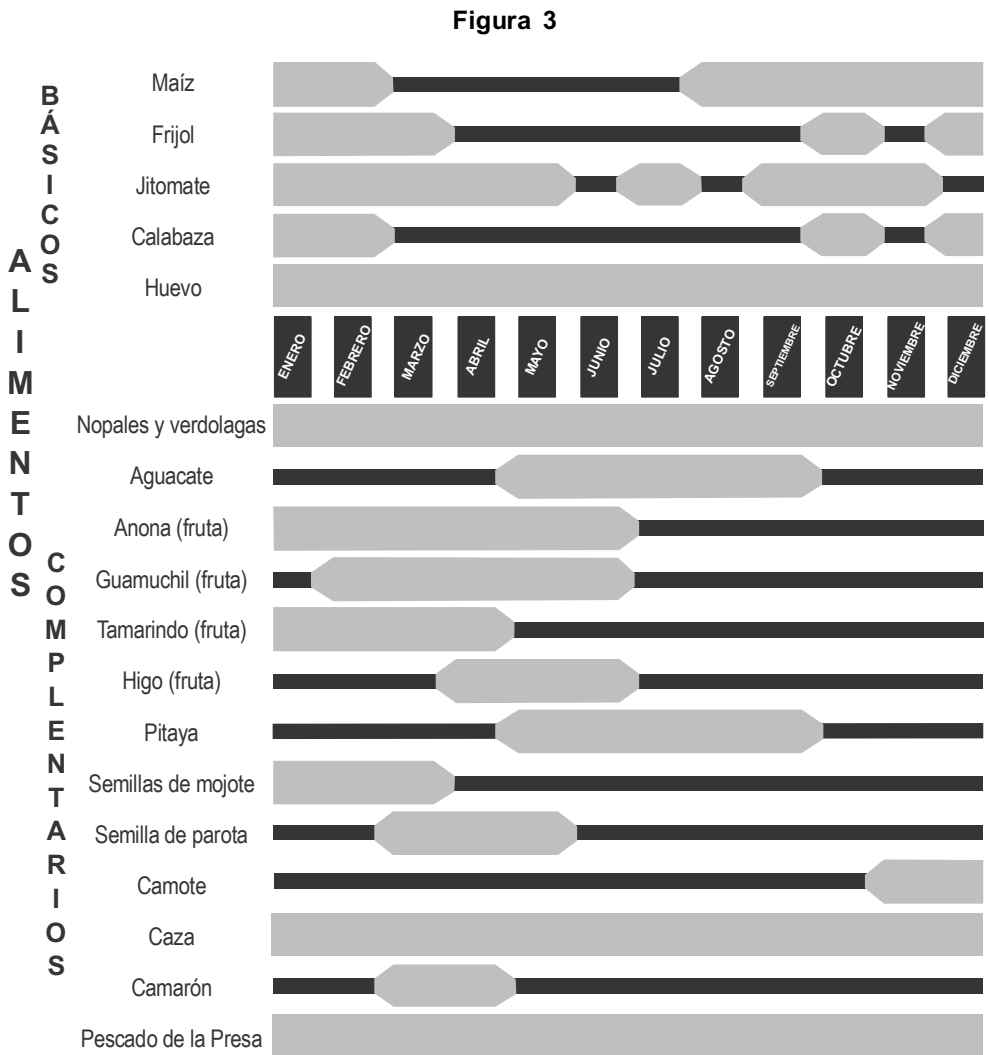 Figura 3
ALIMENTOS
BÁSICOS
Maíz
Frijol
Jitomate
Calabaza
Huevo
ENERO
FEBRERO
MARZO
ABRIL
MAYO
JUNIO
JULIO
AGOSTO
SEPTIEMBRE
OCTUBRE
NOVIEMBRE
DICIEMBRE
COMPLENTARIOS
Nopales y verdolagas
Aguacate
Anona (fruta)
Guamuchil (fruta)
Tamarindo (fruta)
Higo (fruta)
Pitaya
Semillas de mojote
Semilla de parota
Camote
Caza
Camarón
Pescado de la Presa